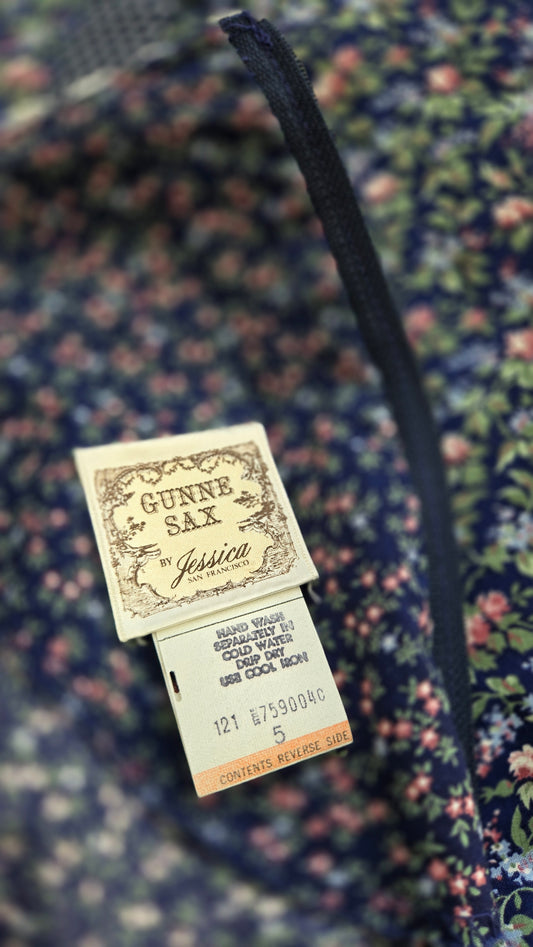 GUNNE
SAX
BY Jessica
SAN FRANCISCO
HAND WASH
SEPARATELY IN
COLD WATER
DRIP DRY
USE COOL IRON
121 759004C
5
CONTENTS REVERSE SIDE